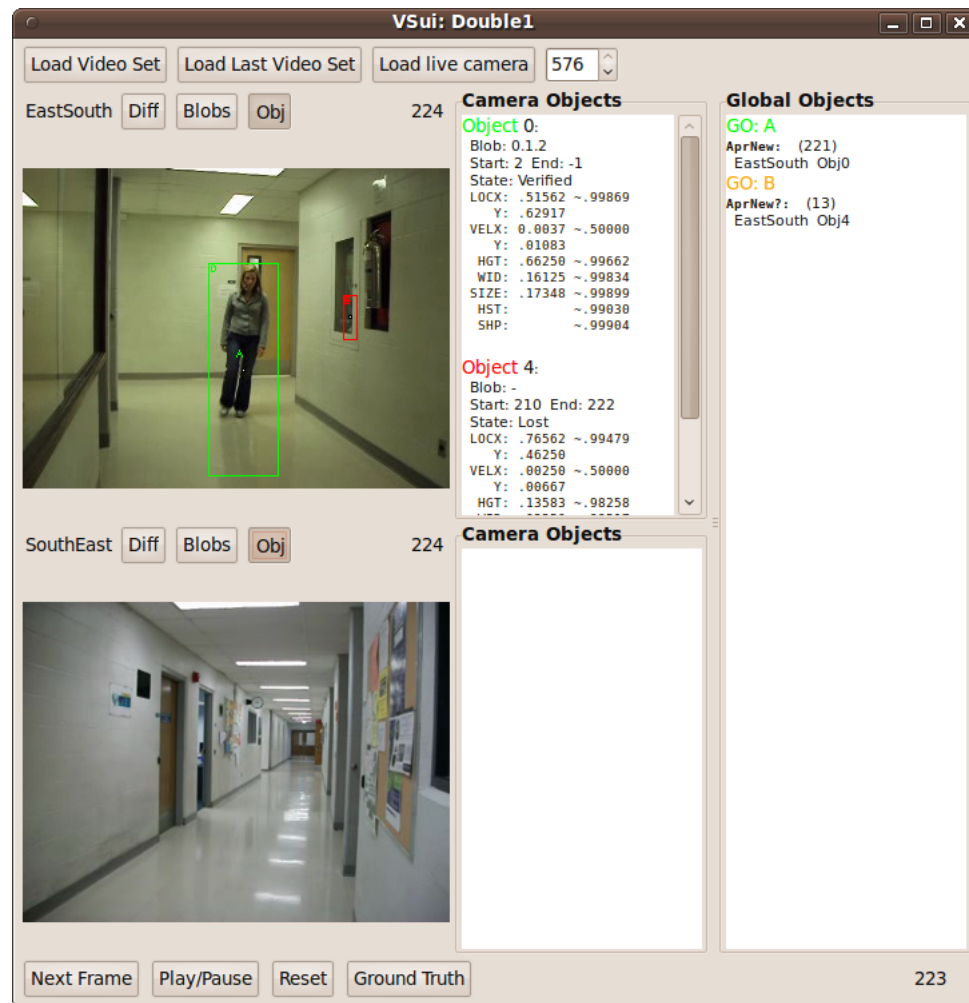 VSui: Double1
Load Video Set Load Last Video Set Load live camera 576
EastSouth Diff Blobs Obj 224
Camera Objects
Object 0:
Blob: 0.1.2
Start: 2 End: -1
State: Verified
LOCX: .51562 ~.99869
Y: .62917
VELX: 0.0037 ~.50000
Y: .01083
HGT: .66250 ~.99662
WID: .16125 ~.99834
SIZE: .17348 ~.99899
HST: ~.99030
SHP: ~.99904
Object 4:
Blob: -
Start: 210 End: 222
State: Lost
LOCX: .76562 ~.99479
Y: .46250
VELX: .00250 ~.50000
Y: .00667
HGT: .13583 ~.98258
Global Objects
GO: A
AprNew: (221)
EastSouth Obj0
GO: B
AprNew?: (13)
EastSouth Obj4
A
SouthEast Diff Blobs Obj 224
Camera Objects
Next Frame Play/Pause Reset Ground Truth 223